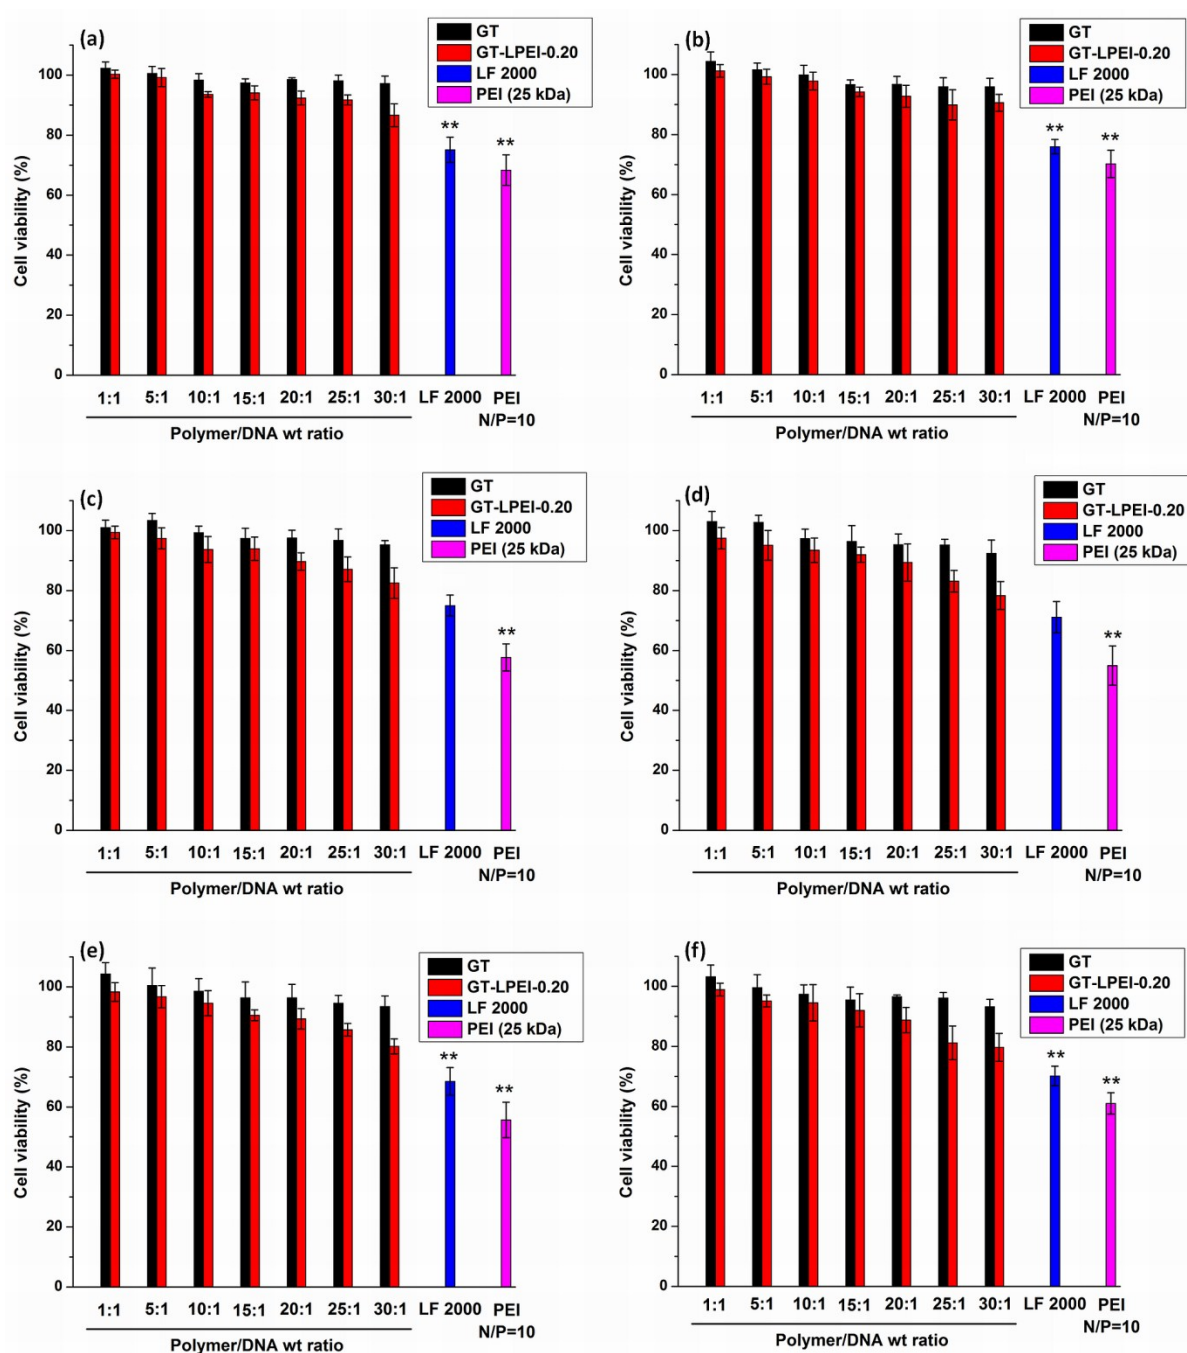 (a)
GT
GT-LPEI-0.20
LF 2000
PEI (25 kDa)
Cell viability (%)
100
80
60
40
20
0
**
**
1:1 5:1 10:1 15:1 20:1 25:1 30:1 LF 2000 PEI
N/P=10
Polymer/DNA wt ratio
(b)
GT
GT-LPEI-0.20
LF 2000
PEI (25 kDa)
Cell viability (%)
100
80
60
40
20
0
**
**
1:1 5:1 10:1 15:1 20:1 25:1 30:1 LF 2000 PEI
N/P=10
Polymer/DNA wt ratio
(c)
GT
GT-LPEI-0.20
LF 2000
PEI (25 kDa)
Cell viability (%)
100
80
60
40
20
0
**
1:1 5:1 10:1 15:1 20:1 25:1 30:1 LF 2000 PEI
N/P=10
Polymer/DNA wt ratio
(d)
GT
GT-LPEI-0.20
LF 2000
PEI (25 kDa)
Cell viability (%)
100
80
60
40
20
0
**
1:1 5:1 10:1 15:1 20:1 25:1 30:1 LF 2000 PEI
N/P=10
Polymer/DNA wt ratio
(e)
GT
GT-LPEI-0.20
LF 2000
PEI (25 kDa)
Cell viability (%)
100
80
60
40
20
0
**
**
1:1 5:1 10:1 15:1 20:1 25:1 30:1 LF 2000 PEI
N/P=10
Polymer/DNA wt ratio
(f)
GT
GT-LPEI-0.20
LF 2000
PEI (25 kDa)
Cell viability (%)
100
80
60
40
20
0
**
**
1:1 5:1 10:1 15:1 20:1 25:1 30:1 LF 2000 PEI
N/P=10
Polymer/DNA wt ratio